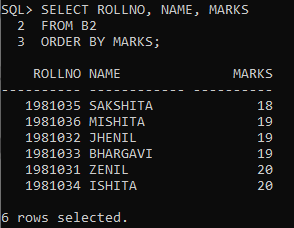 SQL> SELECT ROLLNO, NAME, MARKS
  2  FROM B2
  3  ORDER BY MARKS;
    ROLLNO NAME              MARKS
---------- ------------ ----------
   1981035 SAKSHITA             18
   1981036 MISHITA              19
   1981032 JHENIL               19
   1981033 BHARGAVI             19
   1981031 ZENIL                20
   1981034 ISHITA               20
6 rows selected.